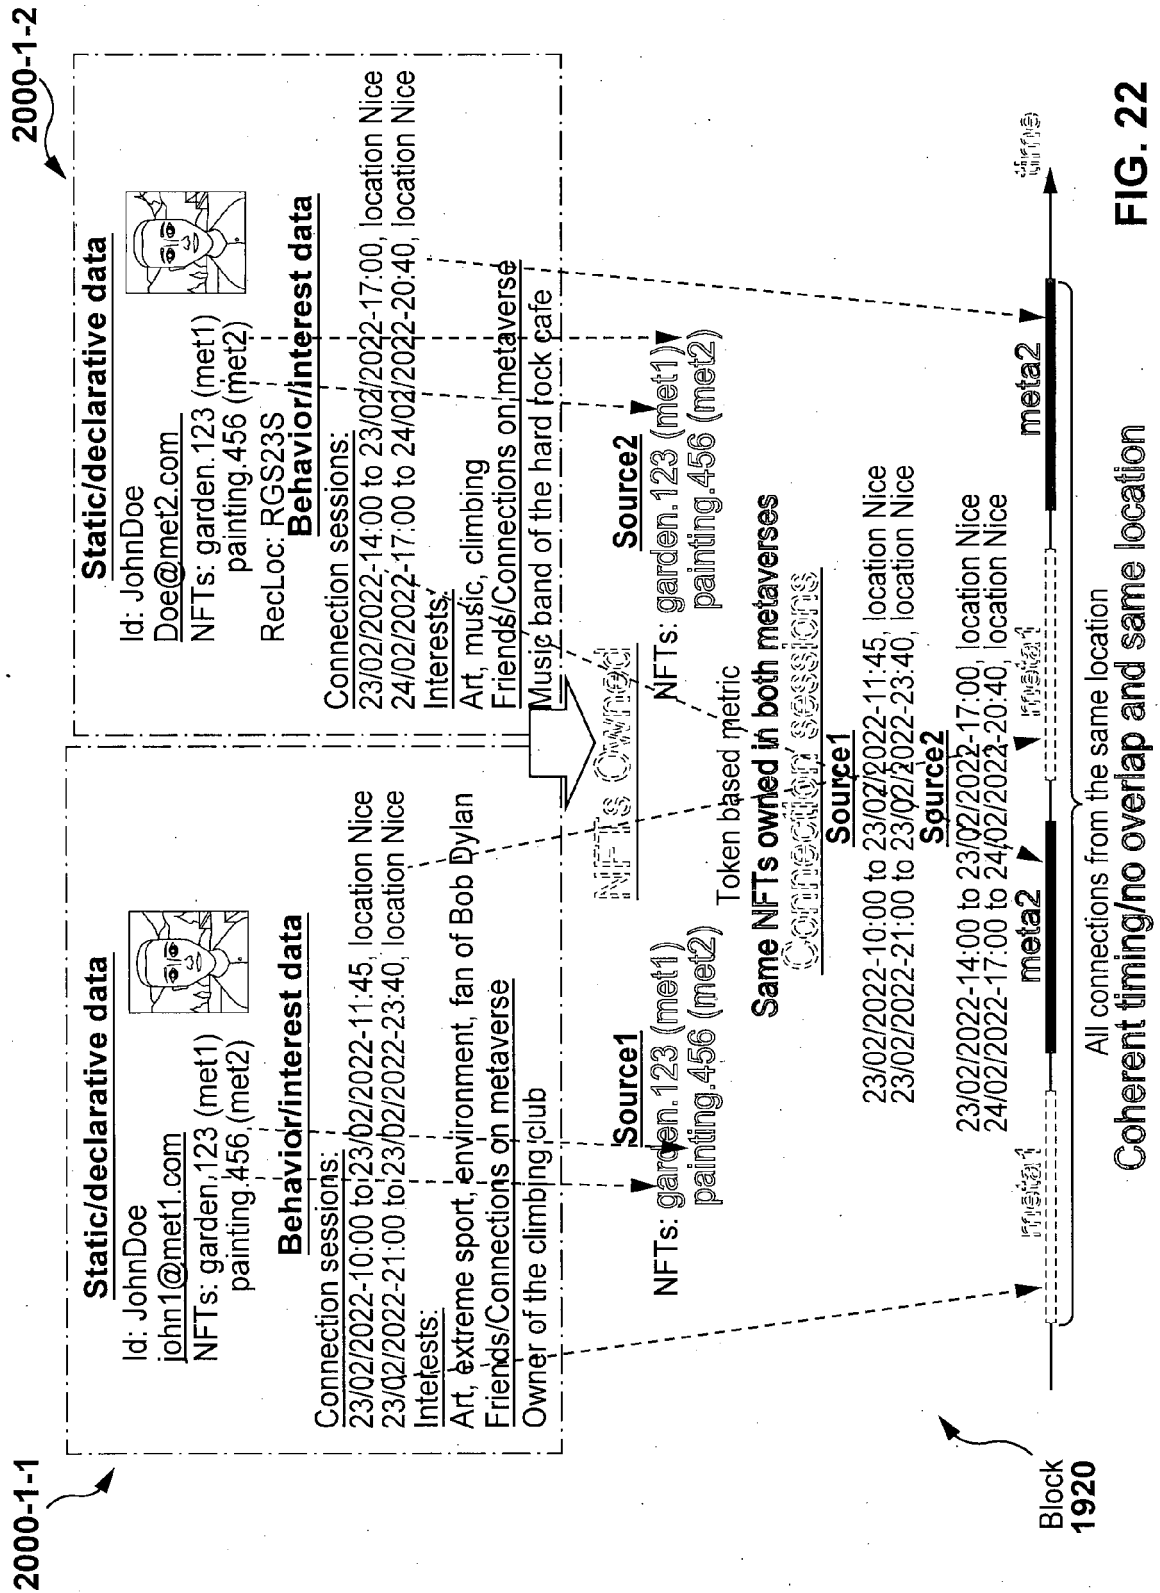 2000-1-1
Static/declarative data
Id: JohnDoe
john1@met1.com
NFTs: garden.123 (met1)
painting.456 (met2)
Behavior/interest data
Connection sessions:
23/02/2022-10:00 to 23/02/2022-11:45, location Nice
23/02/2022-21:00 to 23/02/2022-23:40, location Nice
Interests:
Art, extreme sport, environment, fan of Bob Dylan
Friends/Connections on metaverse
Owner of the climbing club
2000-1-2
Static/declarative data
Id: JohnDoe
Doe@met2.com
NFTs: garden.123 (met1)
painting.456 (met2)
RecLoc: RGS23S
Behavior/interest data
Connection sessions:
23/02/2022-14:00 to 23/02/2022-17:00, location Nice
24/02/2022-17:00 to 24/02/2022-20:40, location Nice
Interests:
Art, music, climbing
Friends/Connections on metaverse
Music band of the hard rock cafe
NFTs Owned
Source1
NFTs: garden.123 (met1)
painting.456 (met2)
Source2
NFTs: garden.123 (met1)
painting.456 (met2)
Token based metric
Same NFTs owned in both metaverses
Connection sessions
Source1
23/02/2022-10:00 to 23/02/2022-11:45, location Nice
23/02/2022-21:00 to 23/02/2022-23:40, location Nice
Source2
23/02/2022-14:00 to 23/02/2022-17:00, location Nice
24/02/2022-17:00 to 24/02/2022-20:40, location Nice
meta1
meta2
meta1
meta2
time
Block
1920
All connections from the same location
Coherent timing/no overlap and same location
FIG. 22